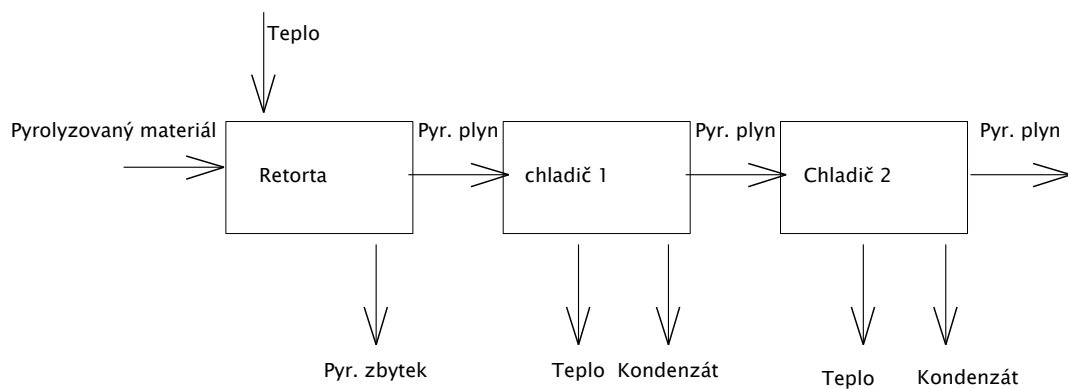 Teplo
Pyrolyzovaný materiál
Pyr. plyn
Pyr. plyn
Pyr. plyn
Retorta
chladič 1
Chladič 2
Pyr. zbytek
Teplo
Kondenzát
Teplo
Kondenzát